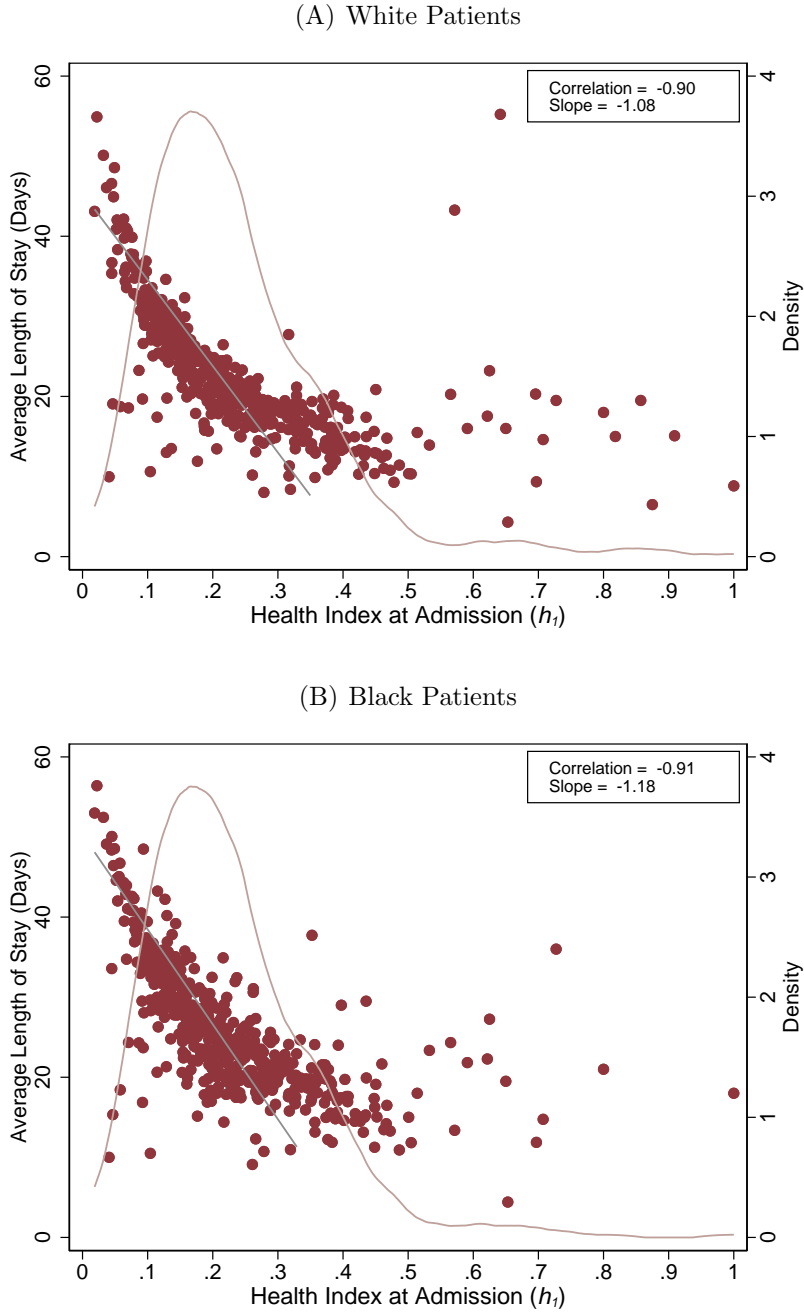 (A) White Patients
Correlation = -0.90
Slope = -1.08
Average Length of Stay (Days)
0 20 40 60
Density
0 1 2 3 4
0 .1 .2 .3 .4 .5 .6 .7 .8 .9 1
Health Index at Admission (h₁)
(B) Black Patients
Correlation = -0.91
Slope = -1.18
Average Length of Stay (Days)
0 20 40 60
Density
0 1 2 3 4
0 .1 .2 .3 .4 .5 .6 .7 .8 .9 1
Health Index at Admission (h₁)